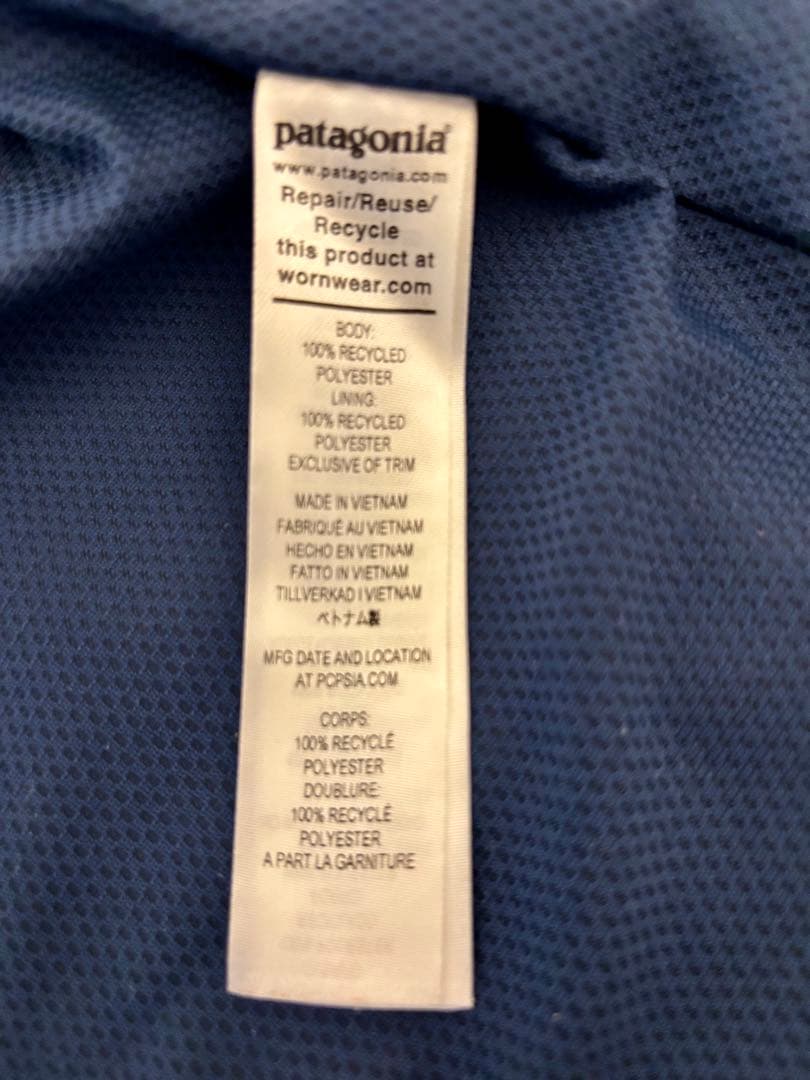 patagonia®
www.patagonia.com
Repair/Reuse/
Recycle
this product at
wornwear.com
BODY:
100% RECYCLED
POLYESTER
LINING:
100% RECYCLED
POLYESTER
EXCLUSIVE OF TRIM
MADE IN VIETNAM
FABRIQUÉ AU VIETNAM
HECHO EN VIETNAM
FATTO IN VIETNAM
TILLVERKAD I VIETNAM
ベトナム製
MFG DATE AND LOCATION
AT PCPSIA.COM
CORPS:
100% RECYCLÉ
POLYESTER
DOUBLURE:
100% RECYCLÉ
POLYESTER
A PART LA GARNITURE